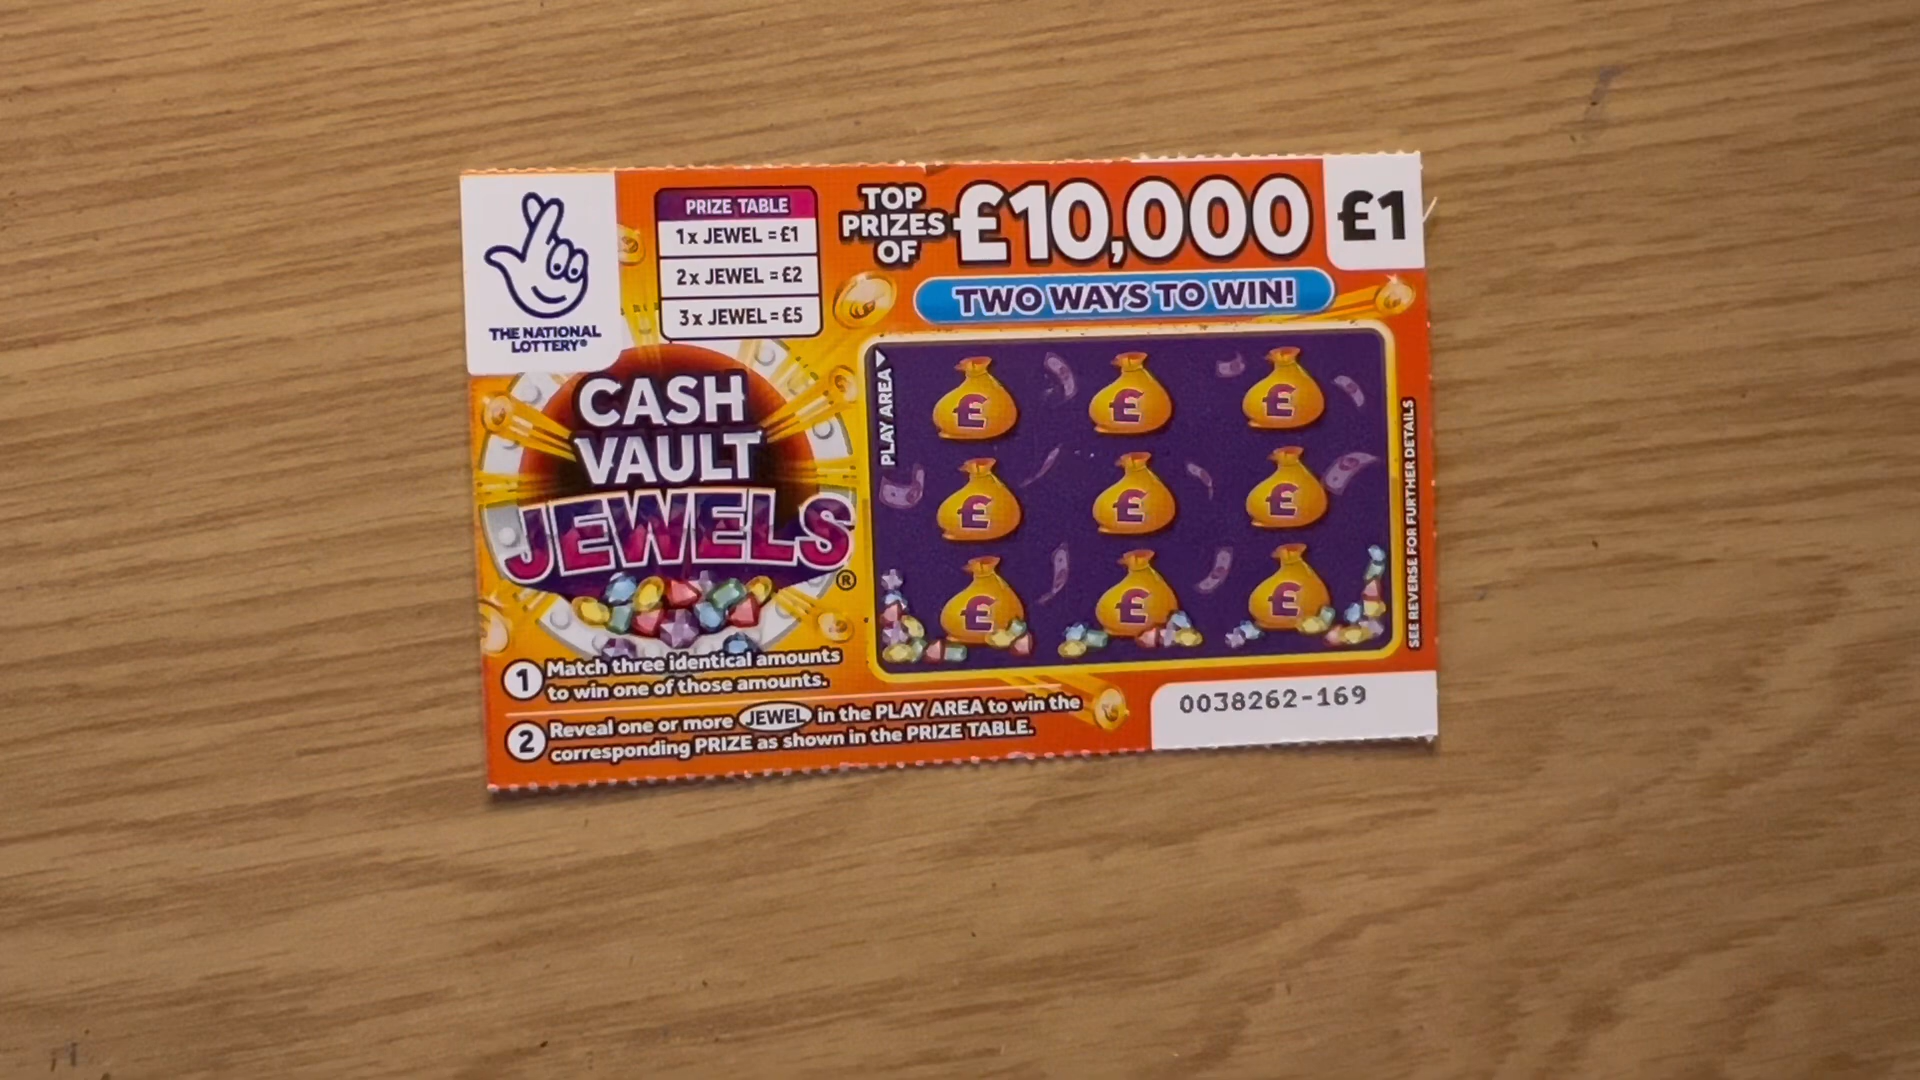 THE NATIONAL
LOTTERY®
PRIZE TABLE
1 x JEWEL = £1
2 x JEWEL = £2
3 x JEWEL = £5
TOP
PRIZES
OF
£10,000
£1
TWO WAYS TO WIN!
CASH
VAULT
JEWELS®
PLAY AREA
£ £ £
£ £ £
£ £ £
SEE REVERSE FOR FURTHER DETAILS
1 Match three identical amounts
to win one of those amounts.
2 Reveal one or more JEWEL in the PLAY AREA to win the
corresponding PRIZE as shown in the PRIZE TABLE.
0038262-169